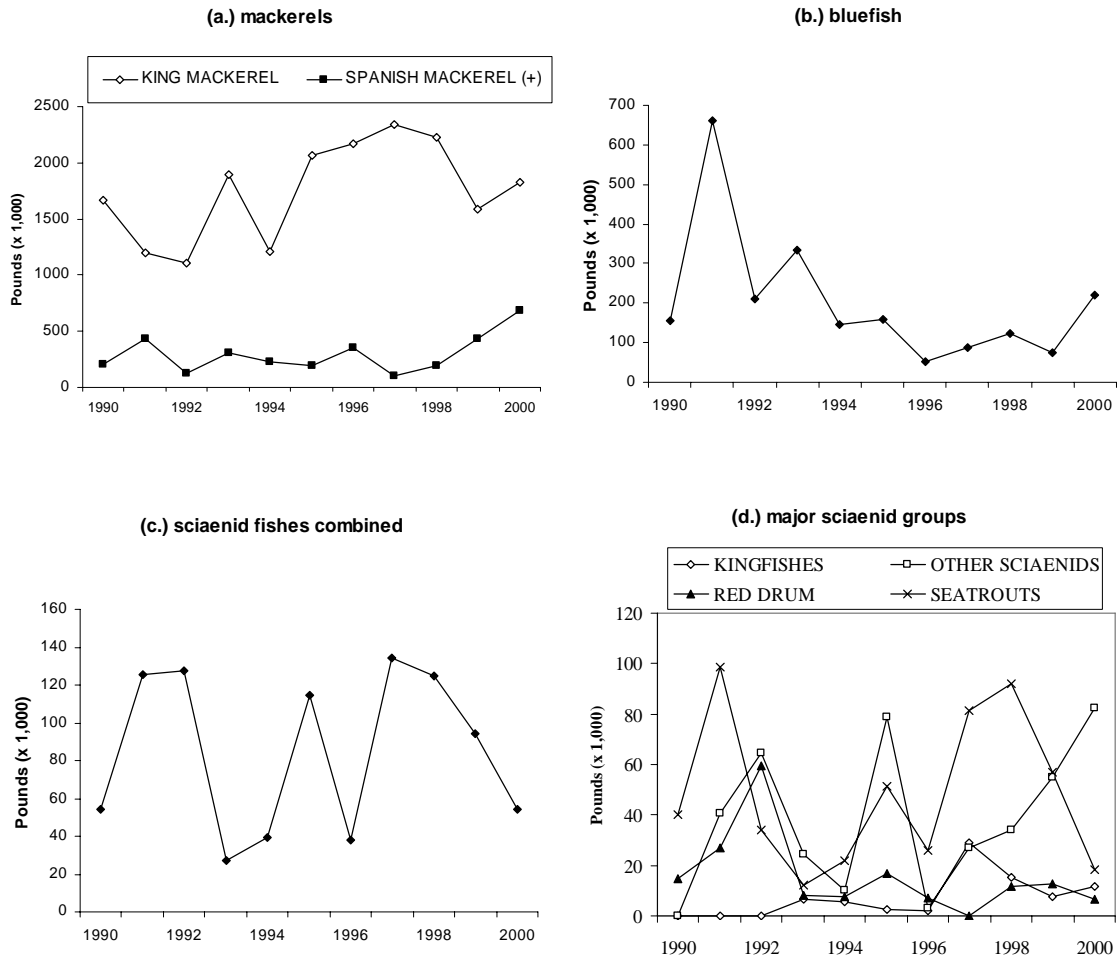 (a.) mackerels
KING MACKEREL SPANISH MACKEREL (+)
2500
2000
1500
1000
500
0
Pounds (x 1,000)
1990 1992 1994 1996 1998 2000
(b.) bluefish
700
600
500
400
300
200
100
0
Pounds (x 1,000)
1990 1992 1994 1996 1998 2000
(c.) sciaenid fishes combined
160
140
120
100
80
60
40
20
0
Pounds (x 1,000)
1990 1992 1994 1996 1998 2000
(d.) major sciaenid groups
KINGFISHES OTHER SCIAENIDS
RED DRUM SEATROUTS
120
100
80
60
40
20
0
Pounds (x 1,000)
1990 1992 1994 1996 1998 2000